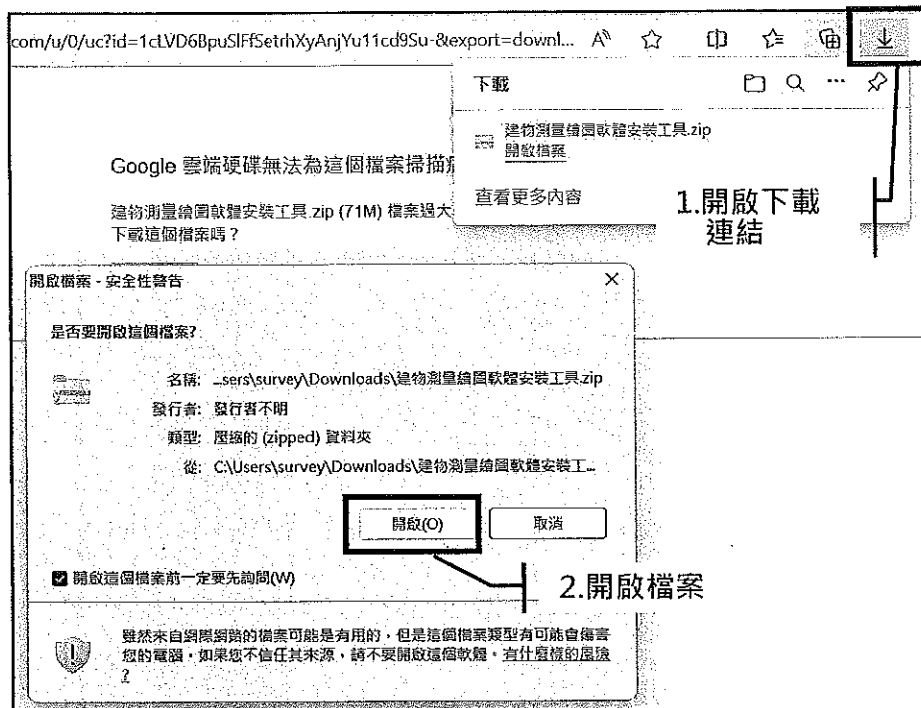 com/u/0/uc?id=1cLVD6BpuSlFfSetrhXyAnjYu11cd9Su-&export=downl...
下載
建物測量繪圖軟體安裝工具.zip
開啟檔案
查看更多內容
1.開啟下載
連結
Google 雲端硬碟無法為這個檔案掃描
建物測量繪圖軟體安裝工具.zip (71M) 檔案過大
下載這個檔案嗎？
開啟檔案 - 安全性警告
是否要開啟這個檔案?
名稱: ...sers\survey\Downloads\建物測量繪圖軟體安裝工具.zip
發行者: 發行者不明
類型: 壓縮的 (zipped) 資料夾
從: C:\Users\survey\Downloads\建物測量繪圖軟體安裝工...
開啟(O)
取消
開啟這個檔案前一定要先詢問(W)
2.開啟檔案
雖然來自網際網路的檔案可能是有用的，但是這個檔案類型有可能會傷害
您的電腦。如果您不信任其來源，請不要開啟這個軟體。有什麼樣的風險
?